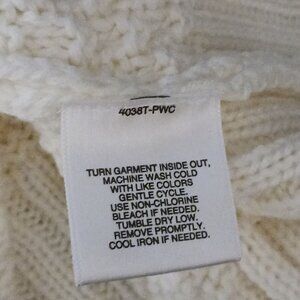 4038T-PWC
TURN GARMENT INSIDE OUT,
MACHINE WASH COLD
WITH LIKE COLORS
GENTLE CYCLE.
USE NON-CHLORINE
BLEACH IF NEEDED.
TUMBLE DRY LOW.
REMOVE PROMPTLY.
COOL IRON IF NEEDED.